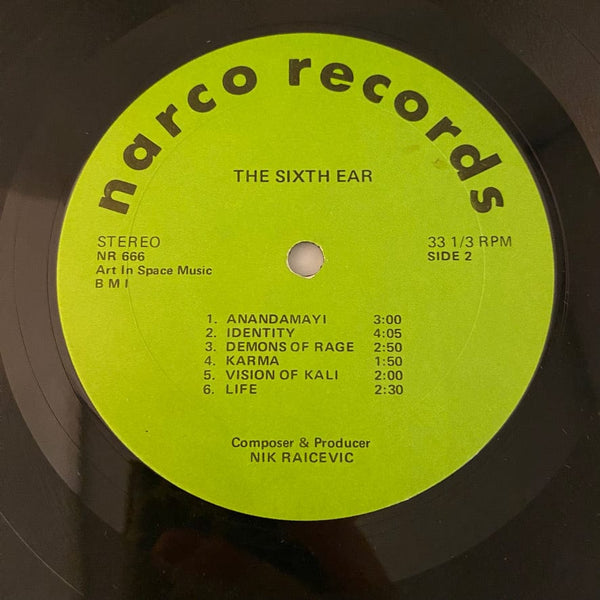 narco records
THE SIXTH EAR
STEREO
NR 666
Art In Space Music
B M I
33 1/3 RPM
SIDE 2
1. ANANDAMAYI 3:00
2. IDENTITY 4:05
3. DEMONS OF RAGE 2:50
4. KARMA 1:50
5. VISION OF KALI 2:00
6. LIFE 2:30
Composer & Producer
NIK RAICEVIC